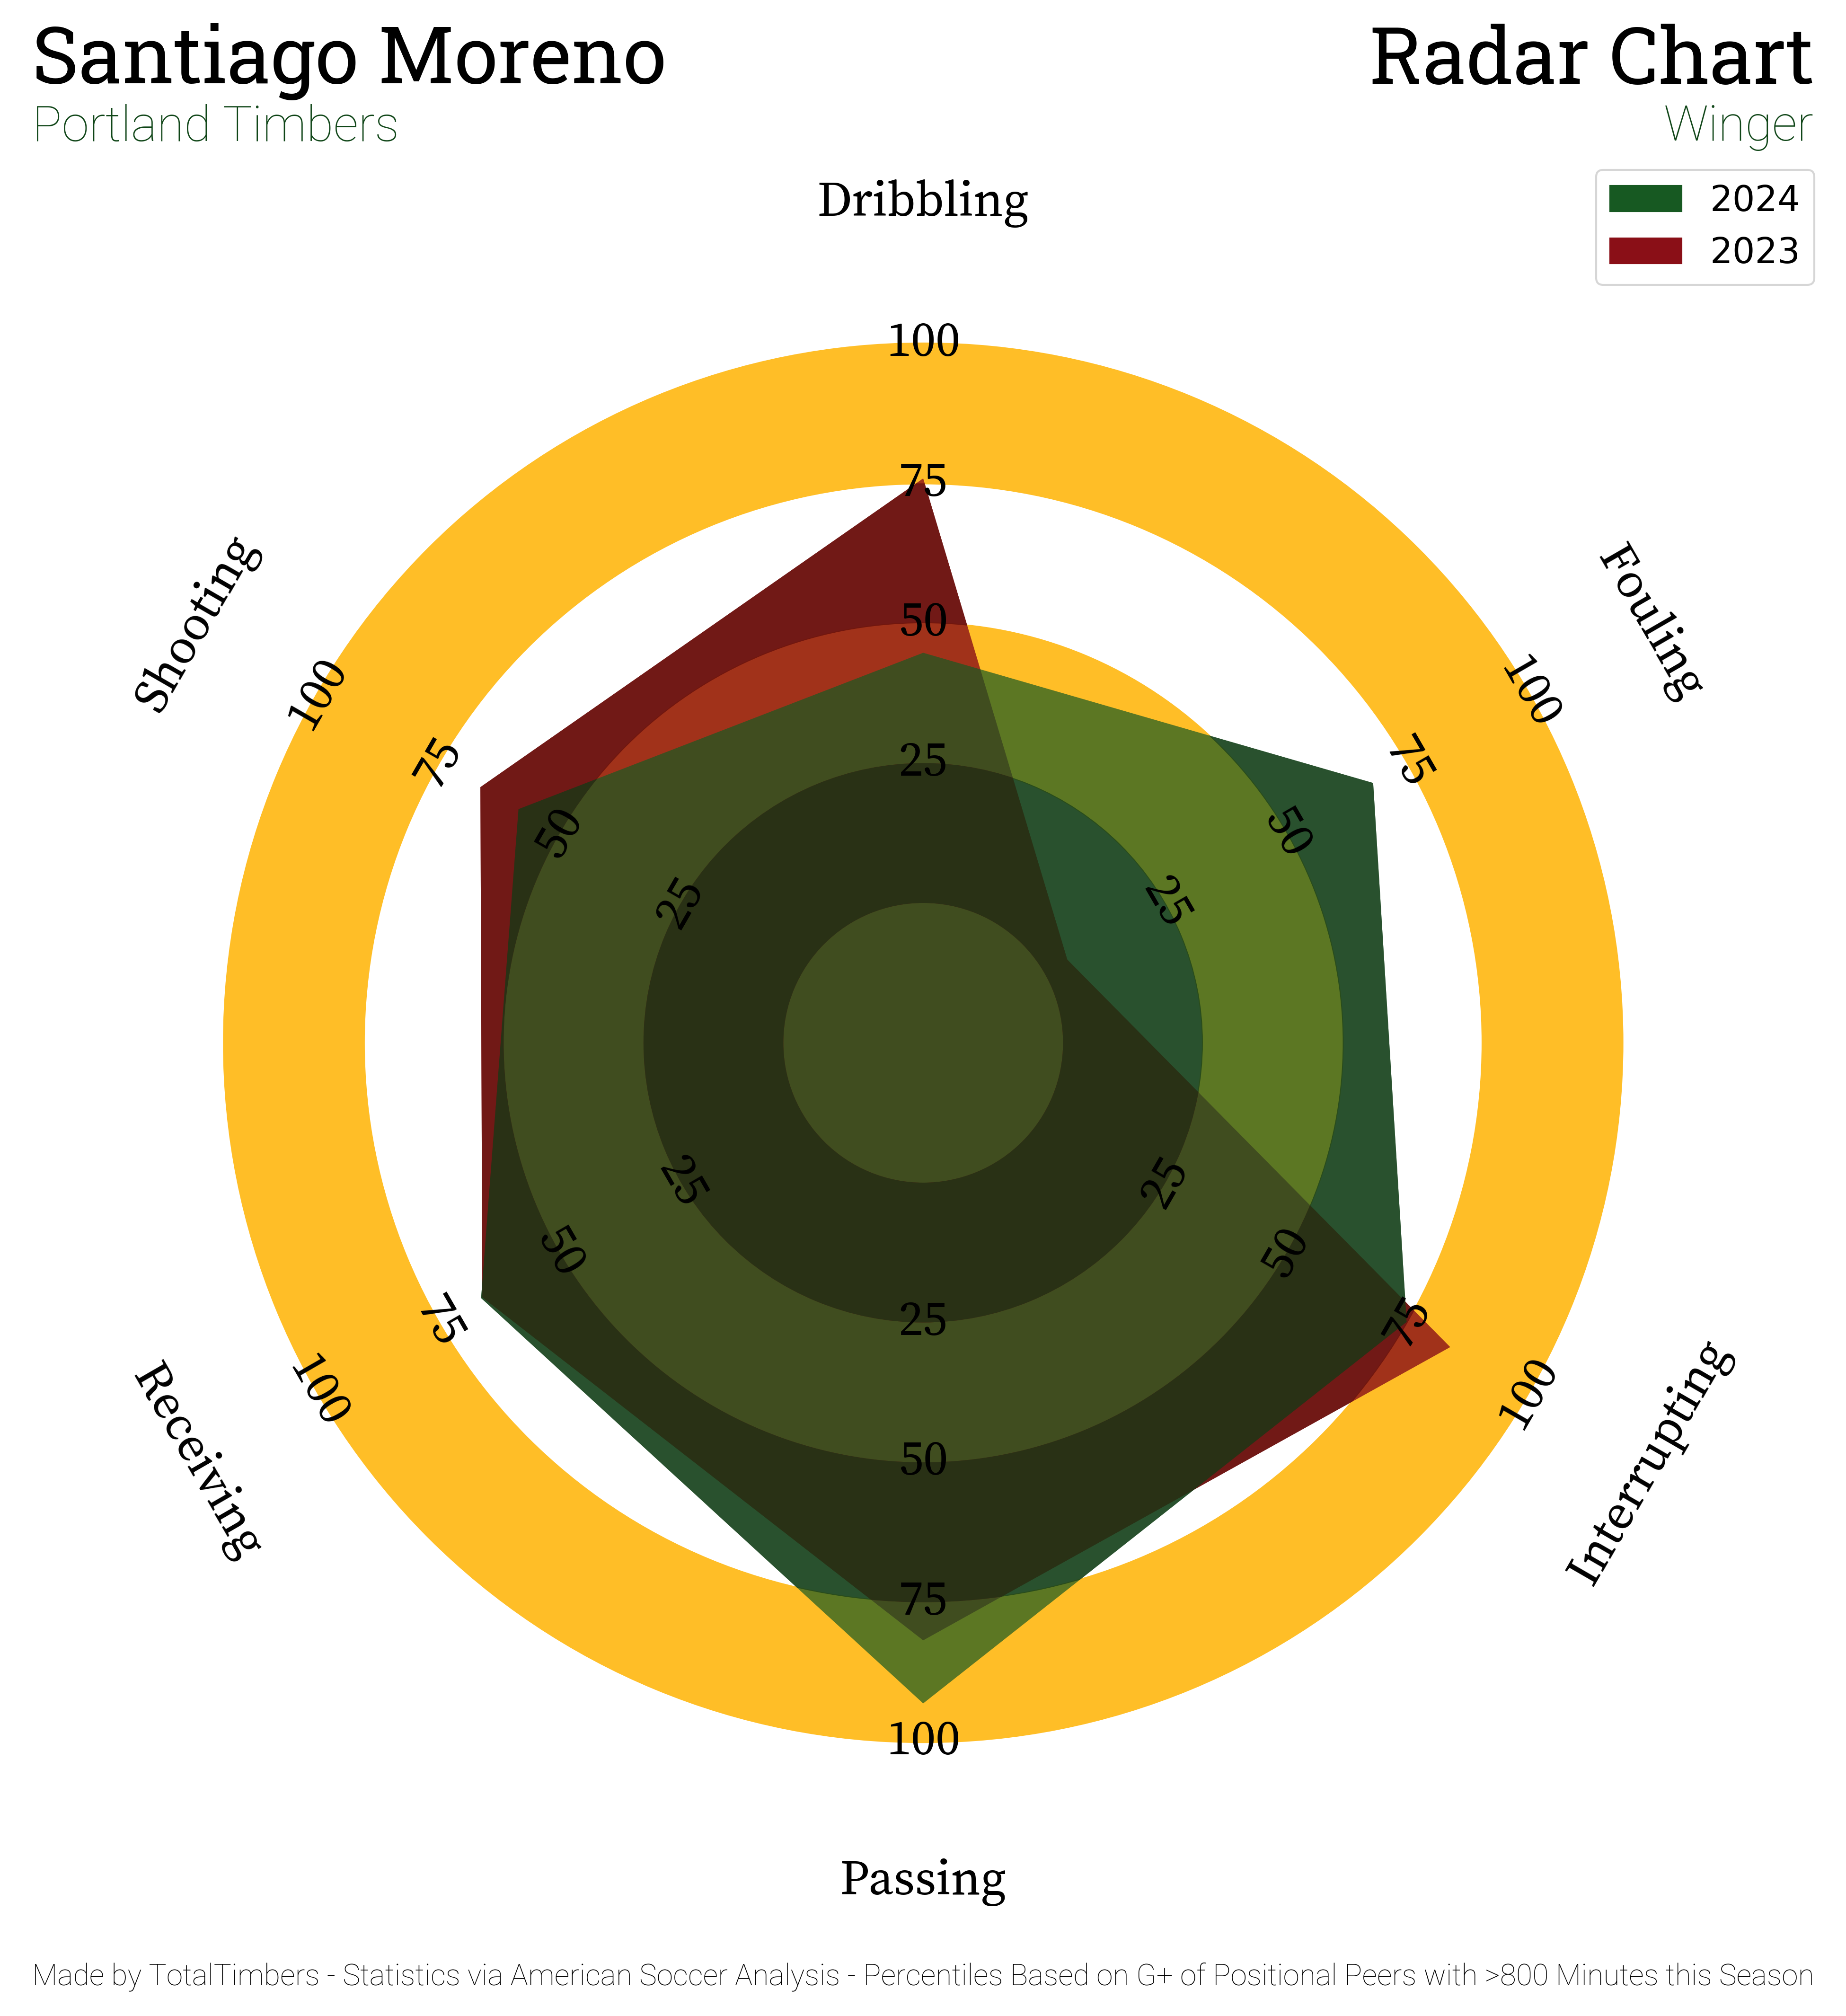 Santiago Moreno
Radar Chart
Portland Timbers
Winger
2024
2023
Dribbling
100
75
50
25
Shooting
100
75
50
25
Fouling
100
75
50
25
Receiving
100
75
50
25
Interrupting
100
75
50
25
25
50
75
100
Passing
Made by TotalTimbers - Statistics via American Soccer Analysis - Percentiles Based on G+ of Positional Peers with >800 Minutes this Season